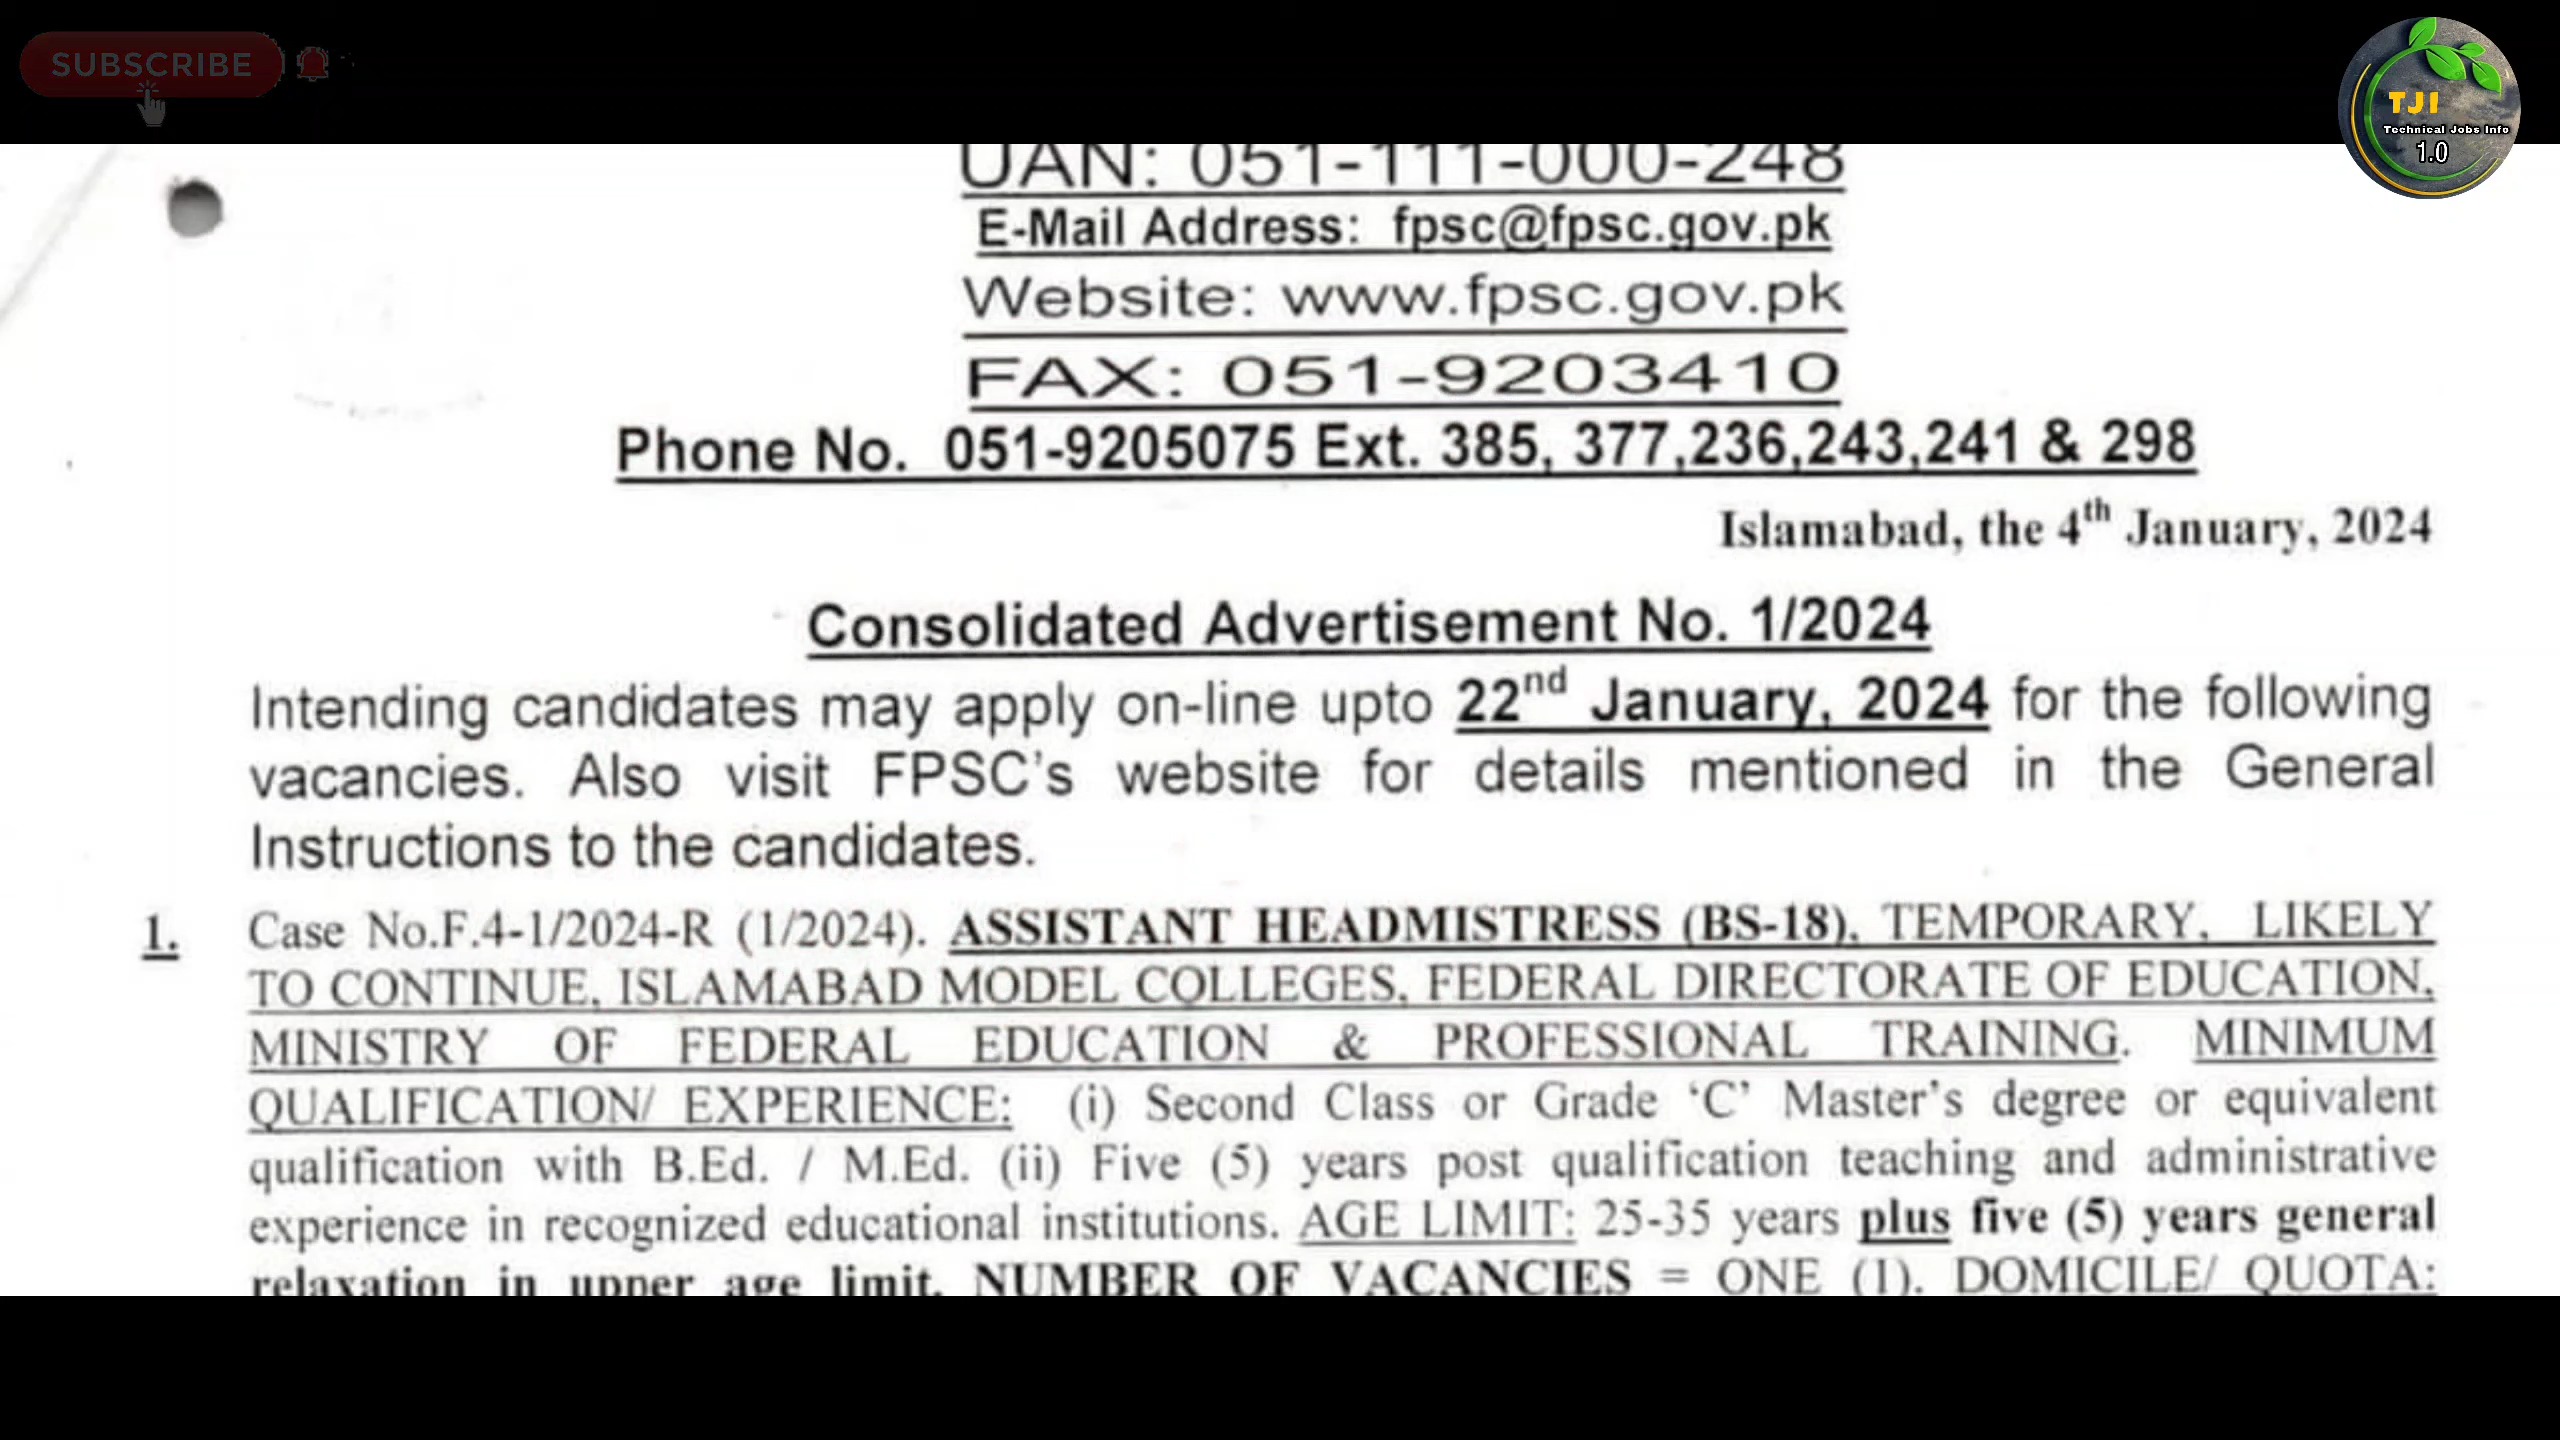 SUBSCRIBE
TJI
Technical Jobs Info
1.0
UAN: 051-111-000-248
E-Mail Address: fpsc@fpsc.gov.pk
Website: www.fpsc.gov.pk
FAX: 051-9203410
Phone No. 051-9205075 Ext. 385, 377,236,243,241 & 298
Islamabad, the 4th January, 2024
Consolidated Advertisement No. 1/2024
Intending candidates may apply on-line upto 22nd January, 2024 for the following
vacancies. Also visit FPSC's website for details mentioned in the General
Instructions to the candidates.
1. Case No.F.4-1/2024-R (1/2024). ASSISTANT HEADMISTRESS (BS-18), TEMPORARY, LIKELY
TO CONTINUE, ISLAMABAD MODEL COLLEGES, FEDERAL DIRECTORATE OF EDUCATION,
MINISTRY OF FEDERAL EDUCATION & PROFESSIONAL TRAINING. MINIMUM
QUALIFICATION/ EXPERIENCE: (i) Second Class or Grade ‘C’ Master’s degree or equivalent
qualification with B.Ed. / M.Ed. (ii) Five (5) years post qualification teaching and administrative
experience in recognized educational institutions. AGE LIMIT: 25-35 years plus five (5) years general
relaxation in upper age limit. NUMBER OF VACANCIES = ONE (1). DOMICILE/ QUOTA: